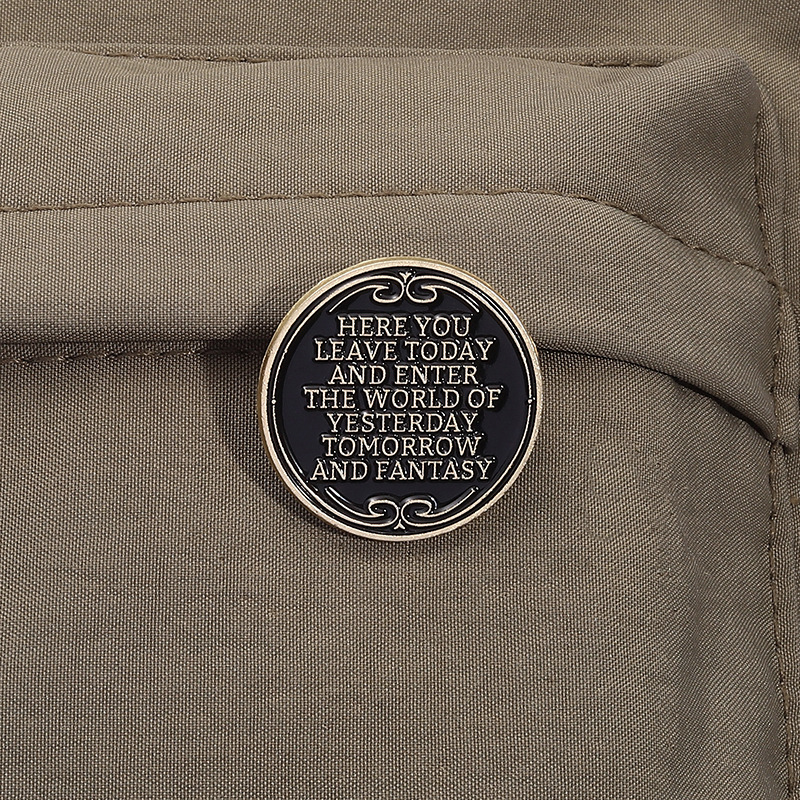 HERE YOU
LEAVE TODAY
AND ENTER
THE WORLD OF
YESTERDAY
TOMORROW
AND FANTASY